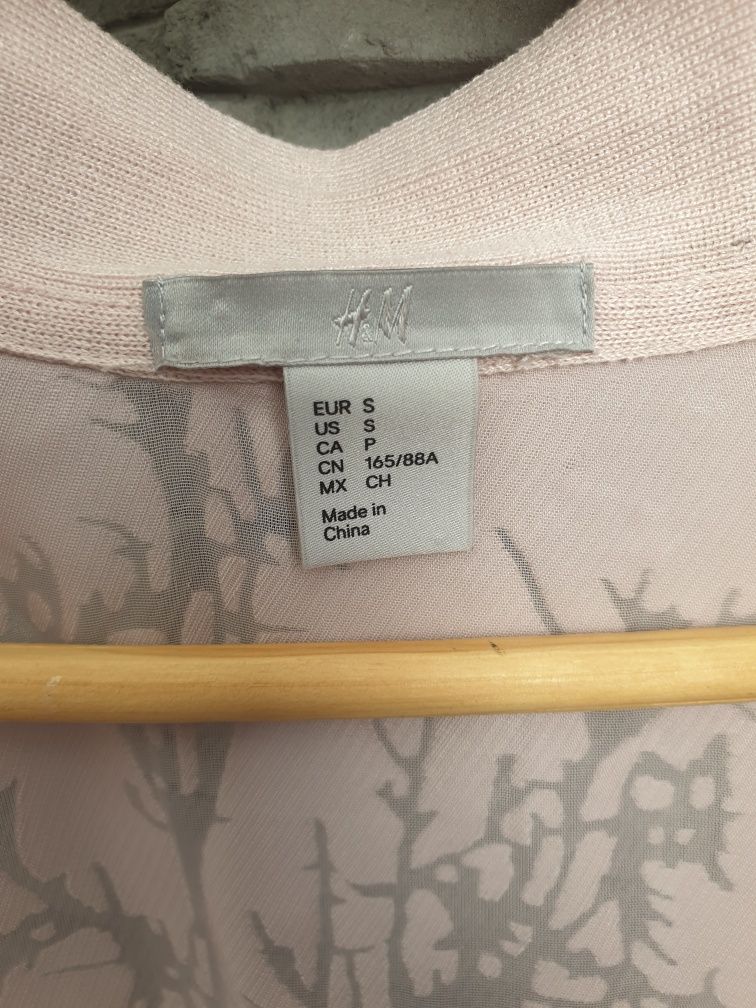 H&M
EUR S
US S
CA P
CN 165/88A
MX CH
Made in
China